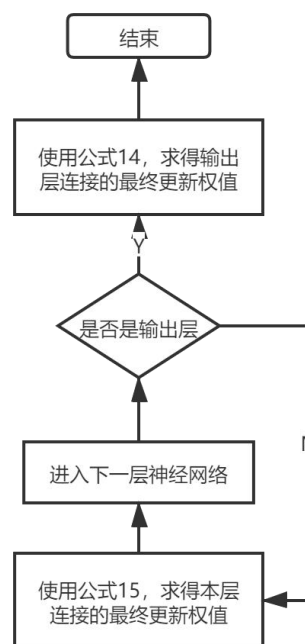 结束
使用公式14，求得输出
层连接的最终更新权值
Y
是否是输出层
进入下一层神经网络
使用公式15，求得本层
连接的最终更新权值